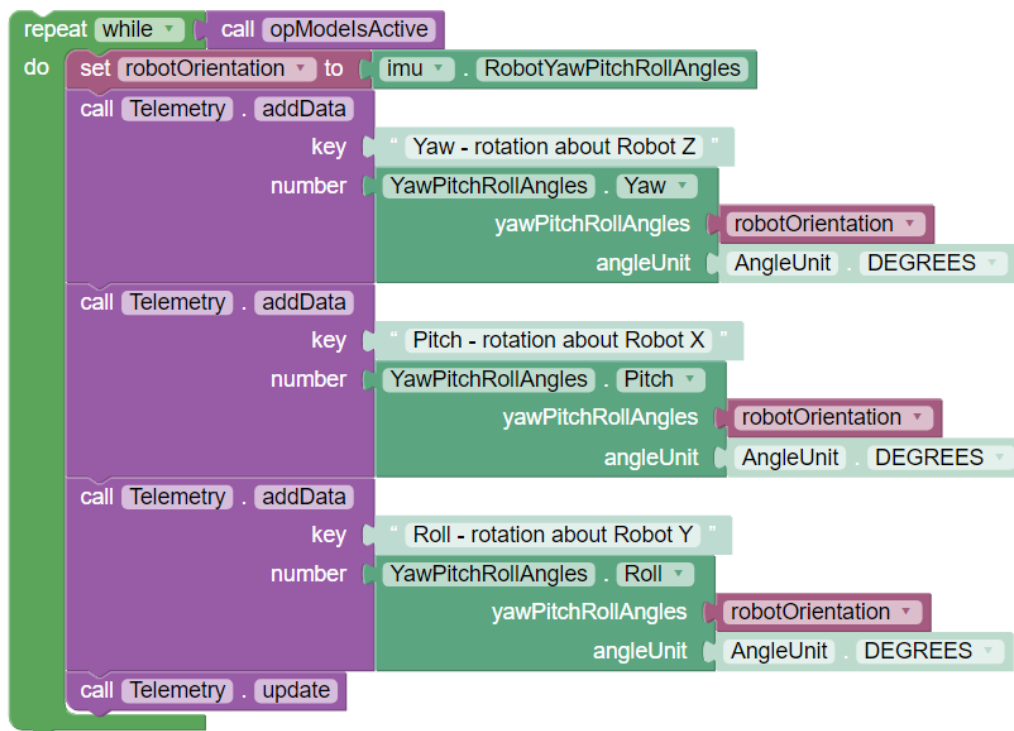 repeat while call opModeIsActive
do set robotOrientation to imu . RobotYawPitchRollAngles
call Telemetry . addData
key “ Yaw - rotation about Robot Z ”
number YawPitchRollAngles . Yaw
yawPitchRollAngles robotOrientation
angleUnit AngleUnit . DEGREES
call Telemetry . addData
key “ Pitch - rotation about Robot X ”
number YawPitchRollAngles . Pitch
yawPitchRollAngles robotOrientation
angleUnit AngleUnit . DEGREES
call Telemetry . addData
key “ Roll - rotation about Robot Y ”
number YawPitchRollAngles . Roll
yawPitchRollAngles robotOrientation
angleUnit AngleUnit . DEGREES
call Telemetry . update